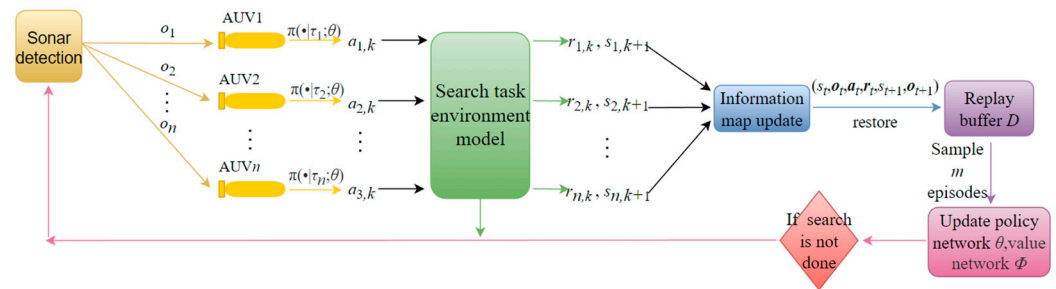 Sonar
detection
o1
o2
on
AUV1
π(•|τ1;θ)
a1,k
AUV2
π(•|τ2;θ)
a2,k
AUVn
π(•|τn;θ)
a3,k
Search task
environment
model
r1,k , s1,k+1
r2,k , s2,k+1
rn,k , sn,k+1
Information
map update
(st,ot,at,rt,st+1,ot+1)
restore
Replay
buffer D
Sample
m
episodes
Update policy
network θ,value
network Φ
If search
is not
done